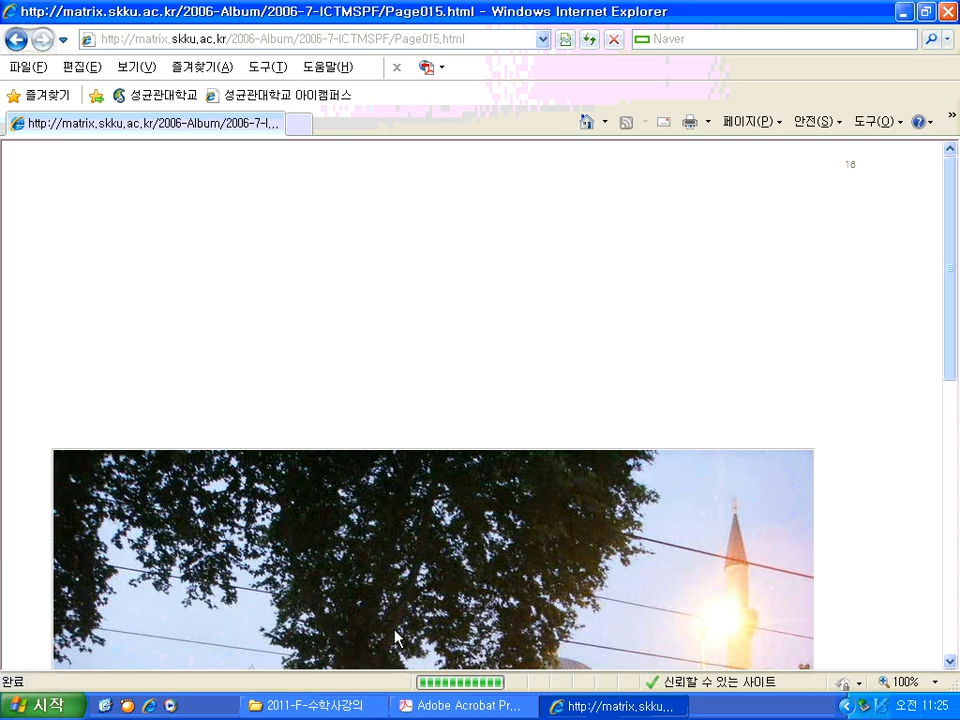 http://matrix.skku.ac.kr/2006-Album/2006-7-ICTMSPF/Page015.html - Windows Internet Explorer
http://matrix.skku.ac.kr/2006-Album/2006-7-ICTMSPF/Page015.html
Naver
파일(F) 편집(E) 보기(V) 즐겨찾기(A) 도구(T) 도움말(H)
즐겨찾기 성균관대학교 성균관대학교 아이캠퍼스
http://matrix.skku.ac.kr/2006-Album/2006-7-I...
페이지(P) 안전(S) 도구(O)
16
완료 신뢰할 수 있는 사이트 100%
시작 2011-F-수학사강의 Adobe Acrobat Pr... http://matrix.skku... 오전 11:25